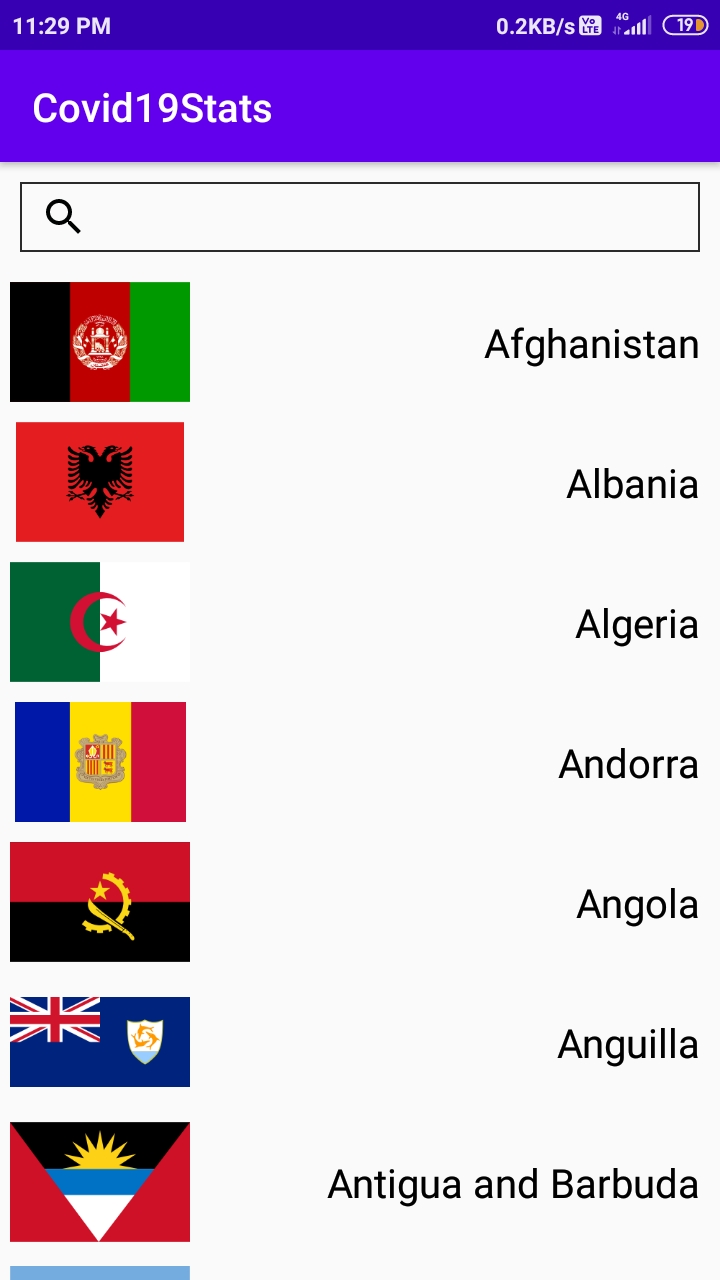 11:29 PM 0.2KB/s Vo LTE 4G 19
Covid19Stats
Afghanistan
Albania
Algeria
Andorra
Angola
Anguilla
Antigua and Barbuda